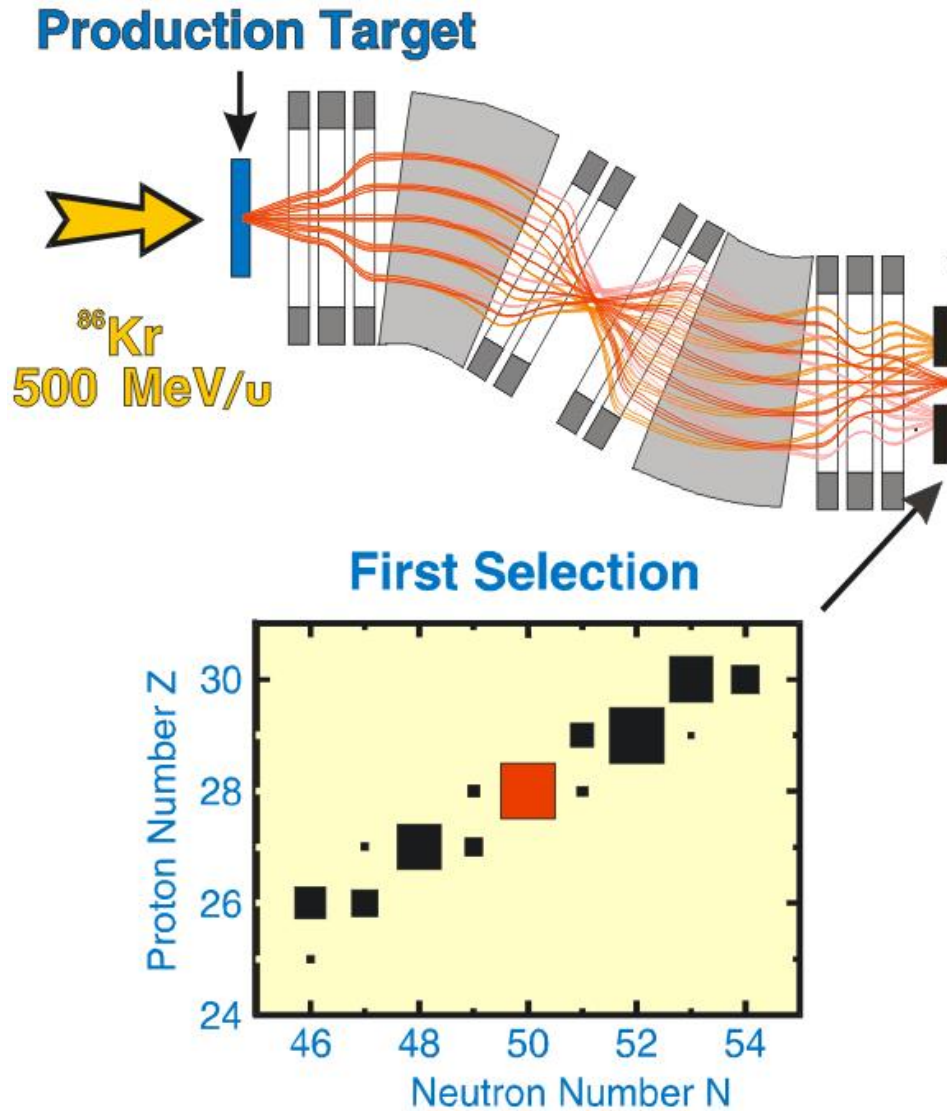 Production Target
⁸⁶Kr
500 MeV/u
First Selection
Proton Number Z
30
28
26
24
46 48 50 52 54
Neutron Number N